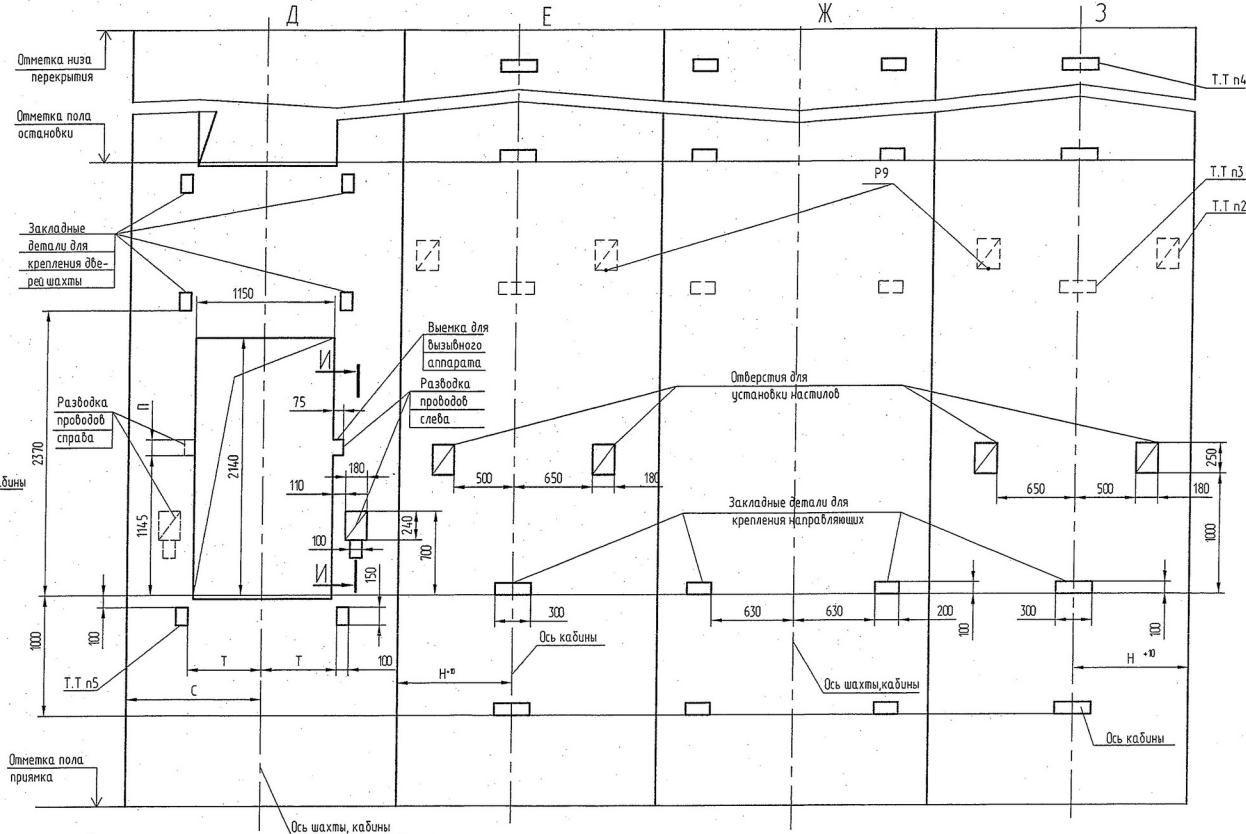 Д
Е
Ж
З
Отметка низа
перекрытия
Т.Т п4
Отметка пола
остановки
Р9
Т.Т п3
Т.Т п2
Закладные
детали для
крепления две-
рей шахты
1150
Выемка для
вызывного
аппарата
И
Отверстия для
установки настилов
Разводка
проводов
справа
П
75
Разводка
проводов
слева
2370
2140
180
500
650
180
650
500
180
250
бины
110
1145
Закладные детали для
крепления направляющих
240
700
1000
100
И
150
1000
100
300
630
630
200
100
300
100
Ось кабины
Т
Т
100
Н+10
Н +10
Т.Т п5
С
Ось шахты,кабины
Ось кабины
Отметка пола
приямка
Ось шахты, кабины